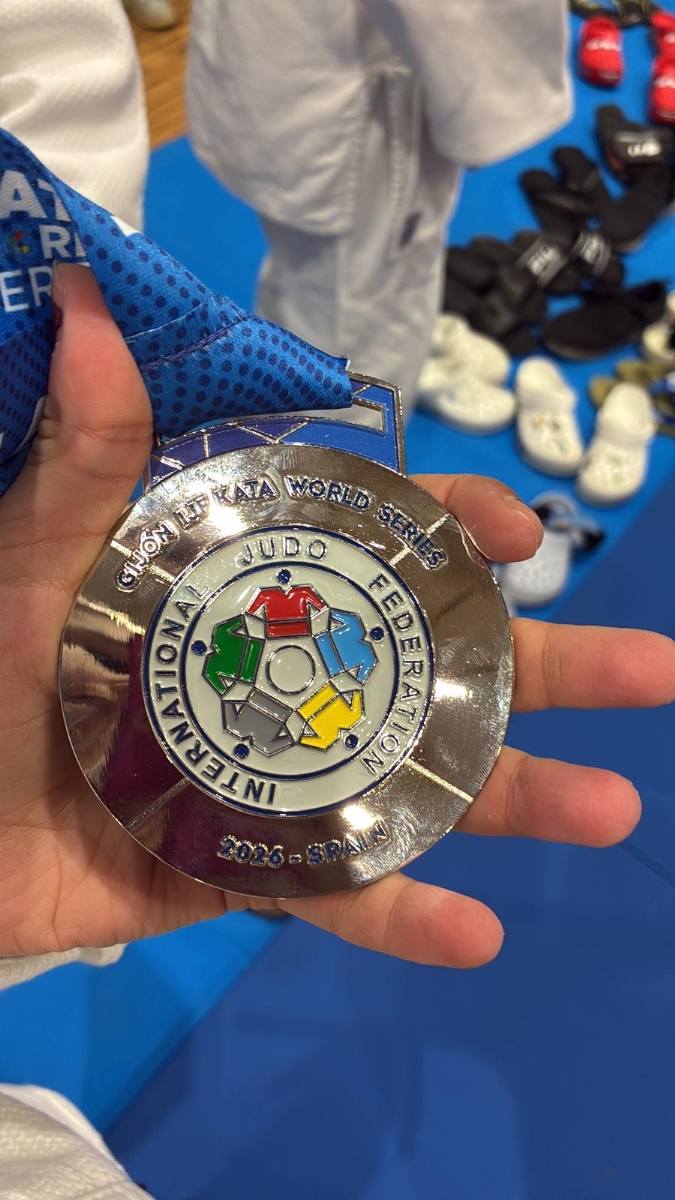 GIJÓN IJF KATA WORLD SERIES
INTERNATIONAL JUDO FEDERATION
2026 - SPAIN